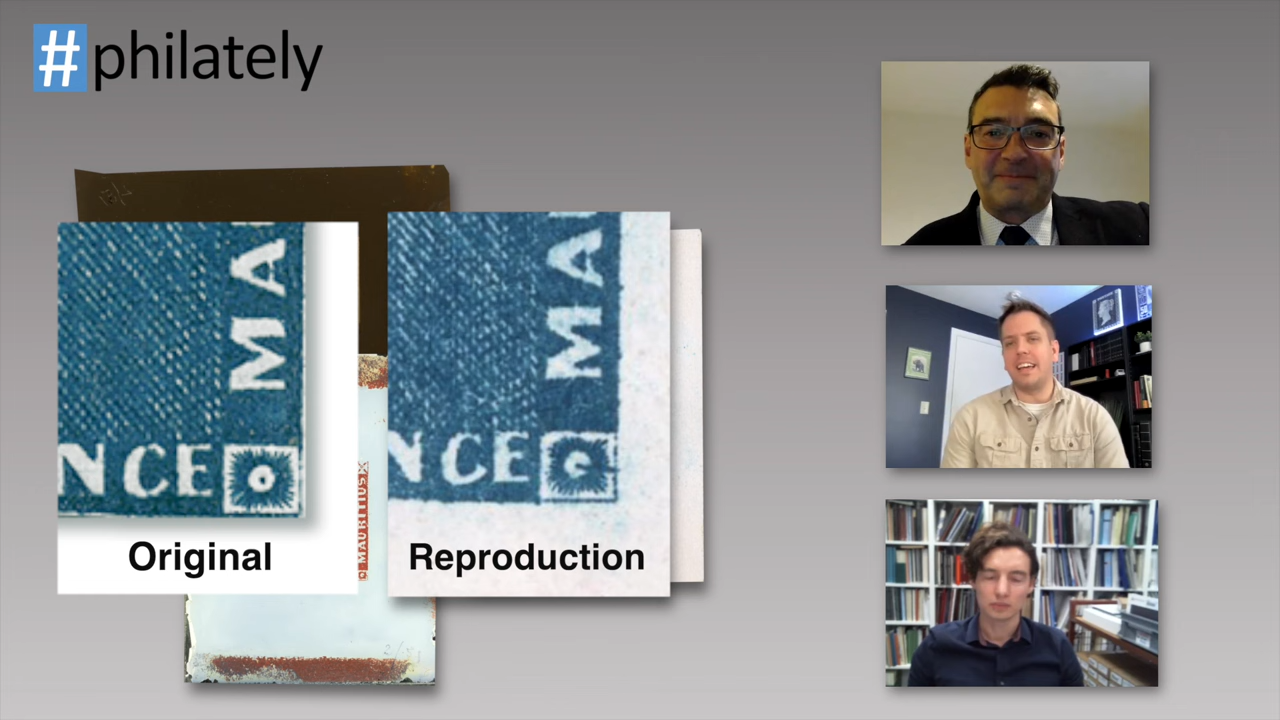 #philately
MA
NCE
Original
MA
NCE
Reproduction
MAURITIUS